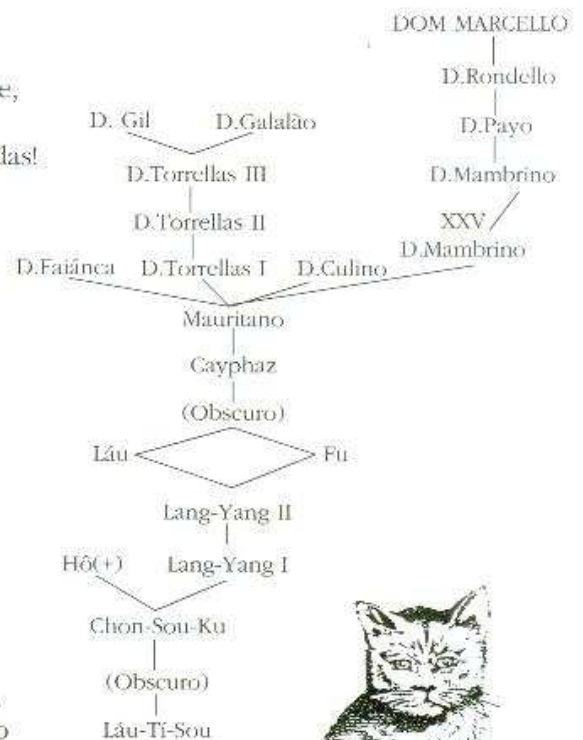 DOM MARCELLO
D.Rondello
e,
D. Gil D.Galalão D.Payo
das!
D.Torrellas III D.Mambrino
D.Torrellas II XXV
D.Mambrino
D.Faiánca D.Torrellas I D.Culino
Mauritano
Cayphaz
(Obscuro)
Láu Fu
Lang-Yang II
Hô(+) Lang-Yang I
Chon-Sou-Ku
(Obscuro)
o Láu-Tí-Sou